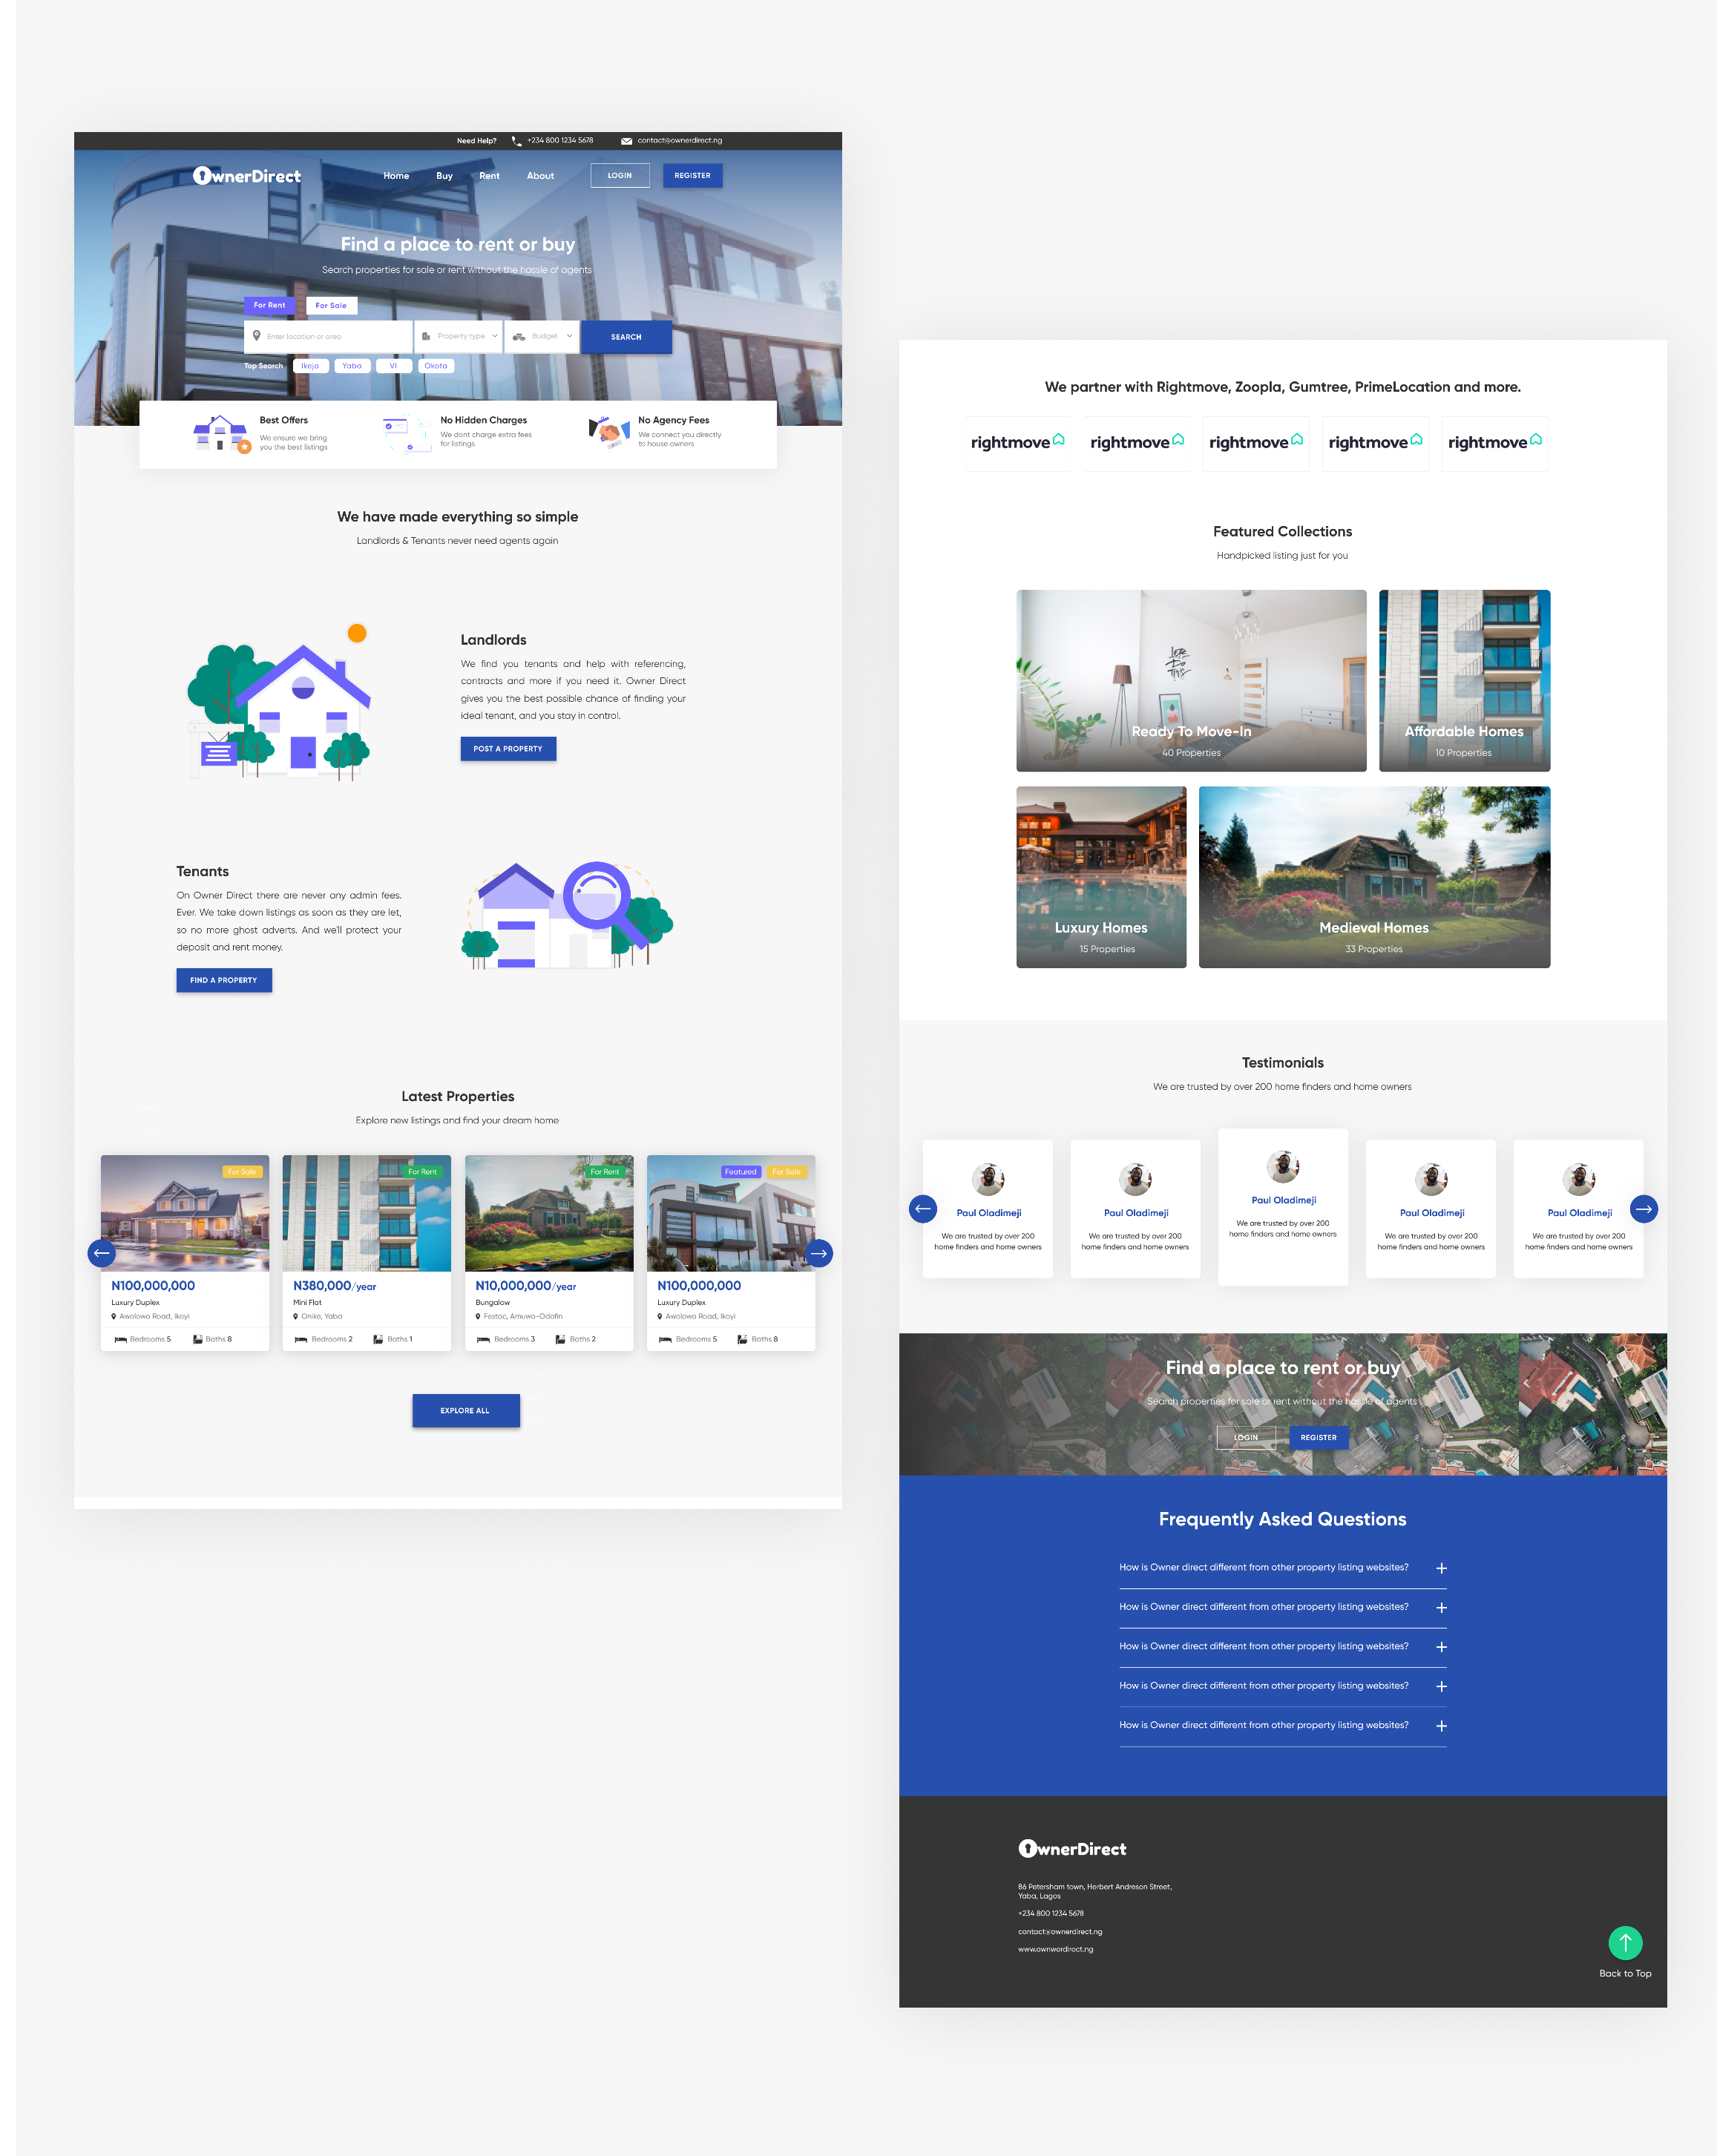 Need Help? +234 800 1234 5678 contact@ownerdirect.ng
OwnerDirect
Home Buy Rent About LOGIN REGISTER
Find a place to rent or buy
Search properties for sale or rent without the hassle of agents
For Rent For Sale
Enter location or area Property type Budget SEARCH
Top Search Ikeja Yaba VI Okota
Best Offers
We ensure we bring
you the best listings
No Hidden Charges
We dont charge extra fees
for listings
No Agency Fees
We connect you directly
to house owners
We have made everything so simple
Landlords & Tenants never need agents again
Landlords
We find you tenants and help with referencing,
contracts and more if you need it. Owner Direct
gives you the best possible chance of finding your
ideal tenant, and you stay in control.
POST A PROPERTY
Tenants
On Owner Direct there are never any admin fees.
Ever. We take down listings as soon as they are let,
so no more ghost adverts. And we'll protect your
deposit and rent money.
FIND A PROPERTY
Latest Properties
Explore new listings and find your dream home
For Sale
N100,000,000
Luxury Duplex
Awolowo Road, Ikoyi
Bedrooms 5 Baths 8
For Rent
N380,000/year
Mini Flat
Onike, Yaba
Bedrooms 2 Baths 1
For Rent
N10,000,000/year
Bungalow
Festac, Amuwo-Odofin
Bedrooms 3 Baths 2
Featured For Sale
N100,000,000
Luxury Duplex
Awolowo Road, Ikoyi
Bedrooms 5 Baths 8
EXPLORE ALL
We partner with Rightmove, Zoopla, Gumtree, PrimeLocation and more.
rightmove rightmove rightmove rightmove rightmove
Featured Collections
Handpicked listing just for you
Ready To Move-In
40 Properties
Affordable Homes
10 Properties
Luxury Homes
15 Properties
Medieval Homes
33 Properties
Testimonials
We are trusted by over 200 home finders and home owners
Paul Oladimeji
We are trusted by over 200
home finders and home owners
Paul Oladimeji
We are trusted by over 200
home finders and home owners
Paul Oladimeji
We are trusted by over 200
home finders and home owners
Paul Oladimeji
We are trusted by over 200
home finders and home owners
Paul Oladimeji
We are trusted by over 200
home finders and home owners
Find a place to rent or buy
Search properties for sale or rent without the hassle of agents
LOGIN REGISTER
Frequently Asked Questions
How is Owner direct different from other property listing websites?
How is Owner direct different from other property listing websites?
How is Owner direct different from other property listing websites?
How is Owner direct different from other property listing websites?
How is Owner direct different from other property listing websites?
OwnerDirect
86 Petersham town, Herbert Andreson Street,
Yaba, Lagos
+234 800 1234 5678
contact@ownerdirect.ng
www.ownwerdirect.ng
Back to Top